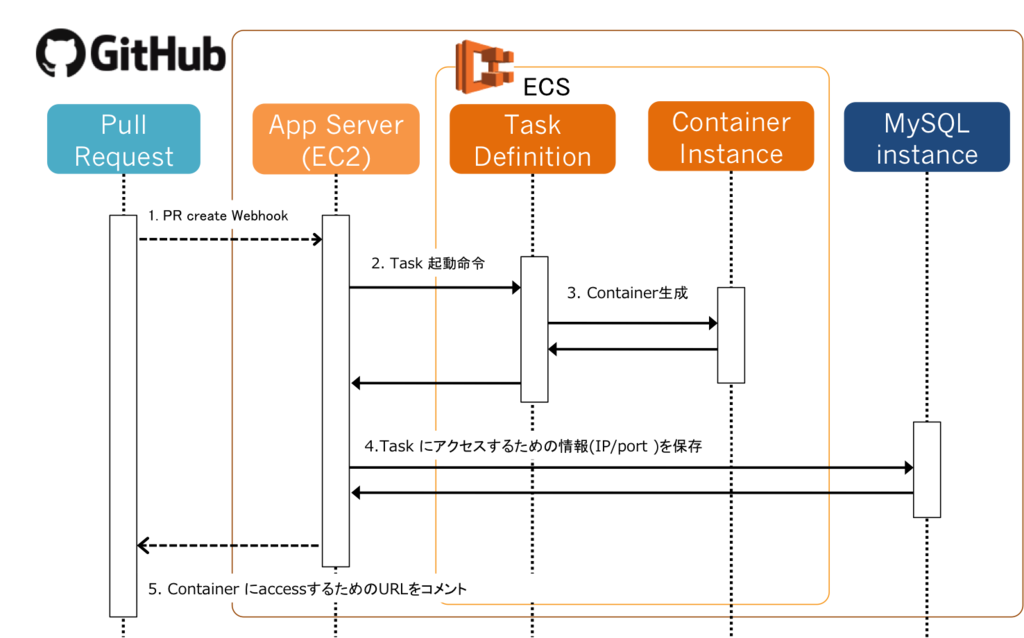 GitHub
ECS
Pull
Request
App Server
(EC2)
Task
Definition
Container
Instance
MySQL
instance
1. PR create Webhook
2. Task 起動命令
3. Container生成
4.Task にアクセスするための情報(IP/port )を保存
5. Container にaccessするためのURLをコメント